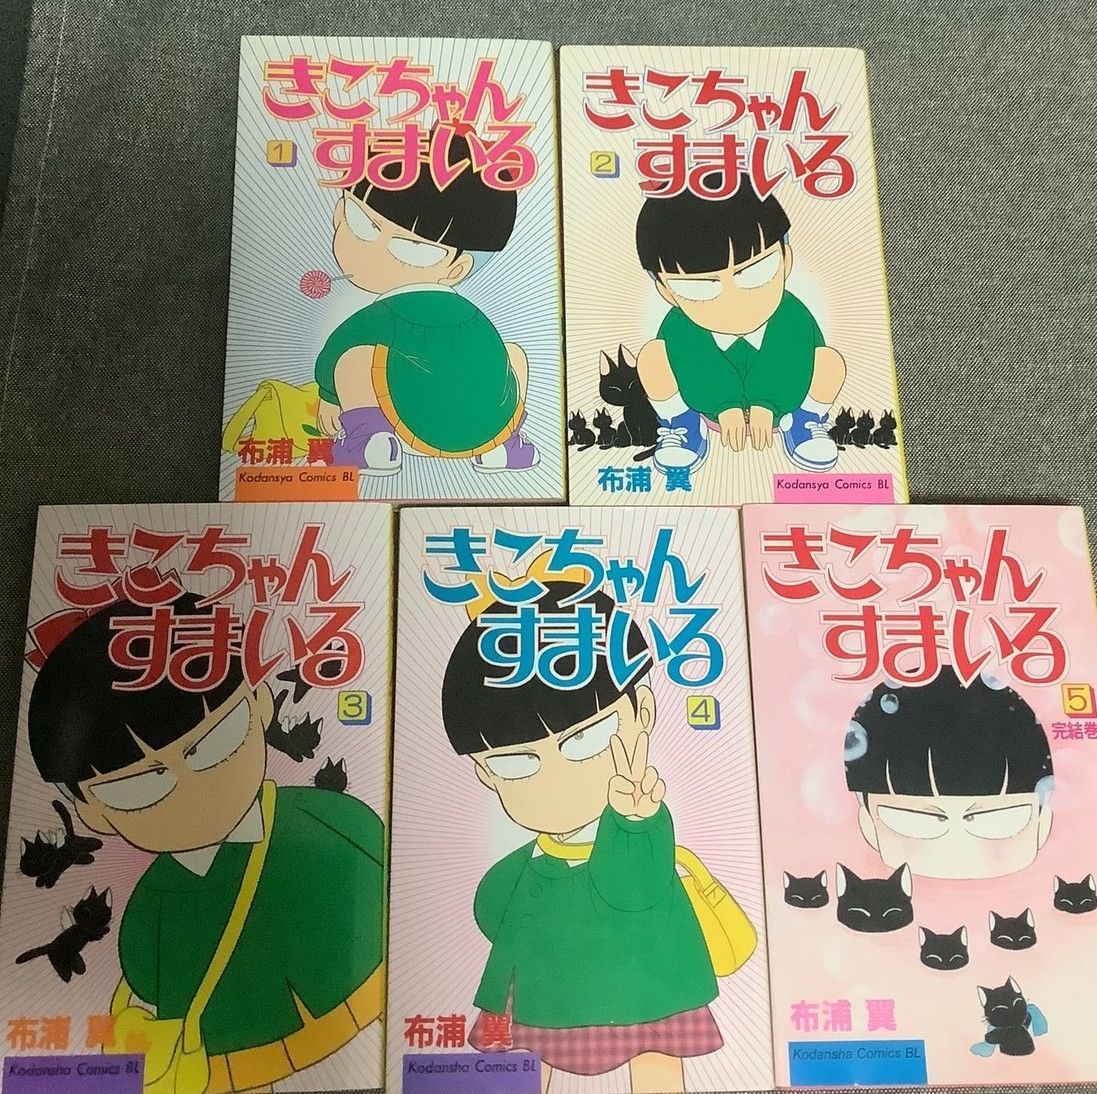 きこちゃん
すまいる
1
布浦 翼
Kodansya Comics BL
きこちゃん
すまいる
2
布浦 翼
Kodansya Comics BL
きこちゃん
すまいる
3
布浦 翼
Kodansha Comics BL
きこちゃん
すまいる
4
布浦 翼
Kodansha Comics BL
きこちゃん
すまいる
5
完結巻
布浦 翼
Kodansha Comics BL